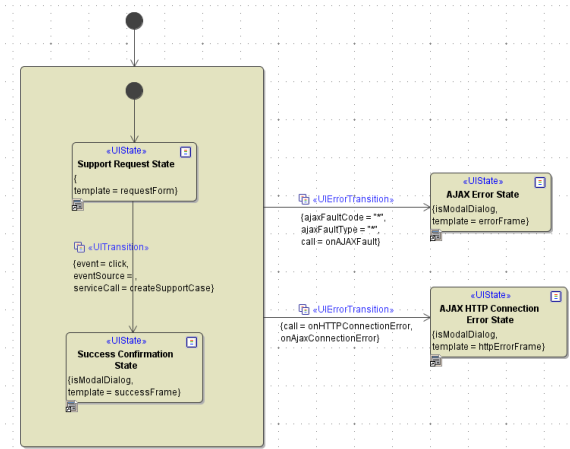 «UIState»
Support Request State
{
template = requestForm}
«UITransition»
{event = click,
eventSource = ,
serviceCall = createSupportCase}
«UIState»
Success Confirmation
State
{isModalDialog,
template = successFrame}
«UIErrorTransition»
{ajaxFaultCode = "*",
ajaxFaultType = "*",
call = onAJAXFault}
«UIState»
AJAX Error State
{isModalDialog,
template = errorFrame}
«UIErrorTransition»
{call = onHTTPConnectionError,
onAjaxConnectionError}
«UIState»
AJAX HTTP Connection
Error State
{isModalDialog,
template = httpErrorFrame}